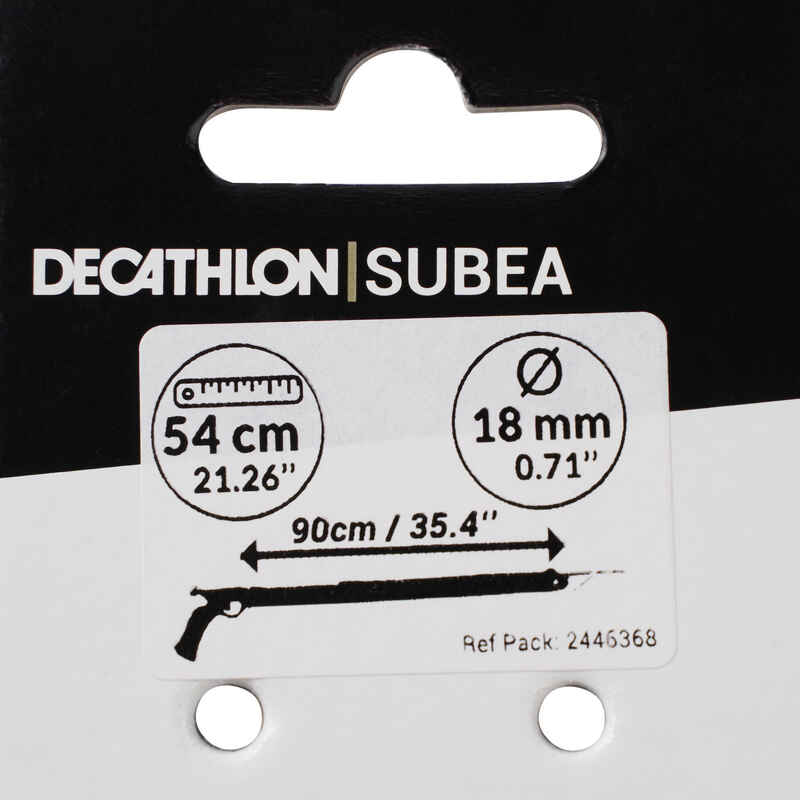 DECATHLON | SUBEA
54 cm
21.26’’
Ø
18 mm
0.71’’
90cm / 35.4’’
Ref Pack: 2446368